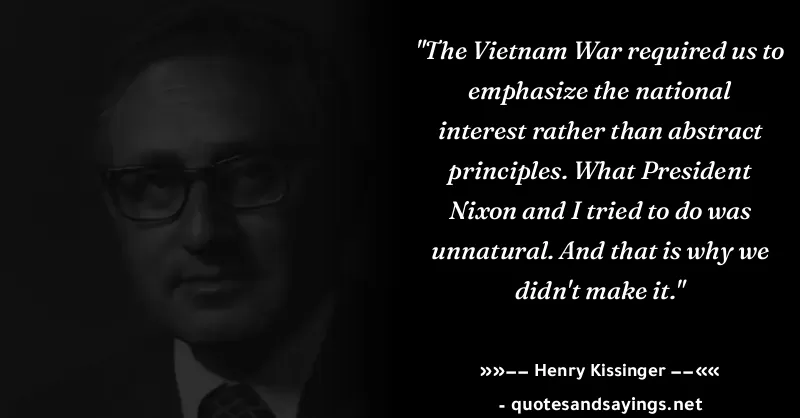 "The Vietnam War required us to
emphasize the national
interest rather than abstract
principles. What President
Nixon and I tried to do was
unnatural. And that is why we
didn't make it."
»»–– Henry Kissinger ––««
- quotesandsayings.net